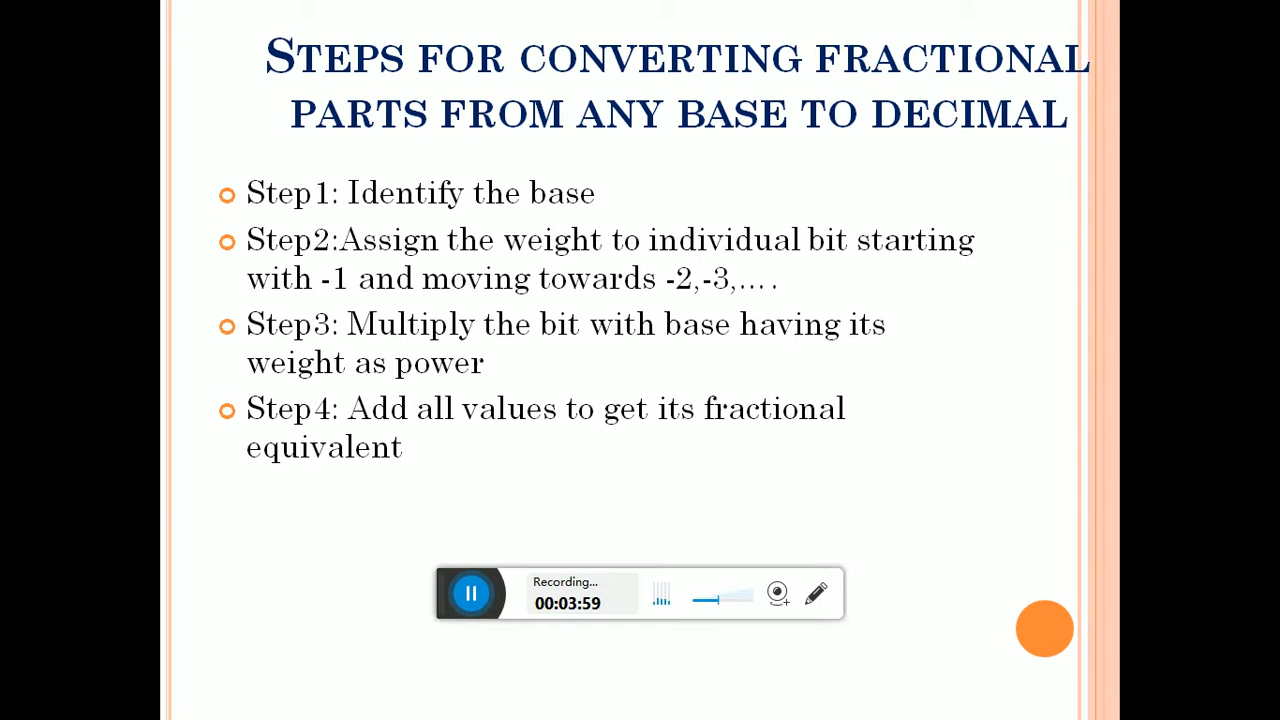 STEPS FOR CONVERTING FRACTIONAL
PARTS FROM ANY BASE TO DECIMAL
Step1: Identify the base
Step2:Assign the weight to individual bit starting
with -1 and moving towards -2,-3,....
Step3: Multiply the bit with base having its
weight as power
Step4: Add all values to get its fractional
equivalent
Recording...
00:03:59